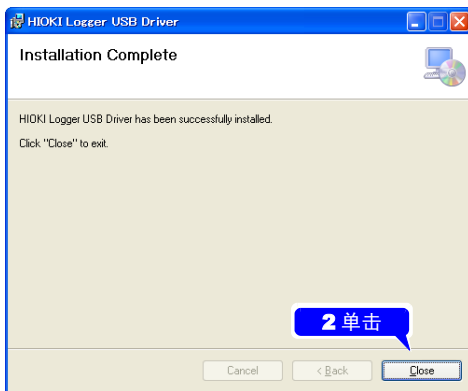 HIOKI Logger USB Driver
Installation Complete
HIOKI Logger USB Driver has been successfully installed.
Click "Close" to exit.
2 单击
Cancel
< Back
Close